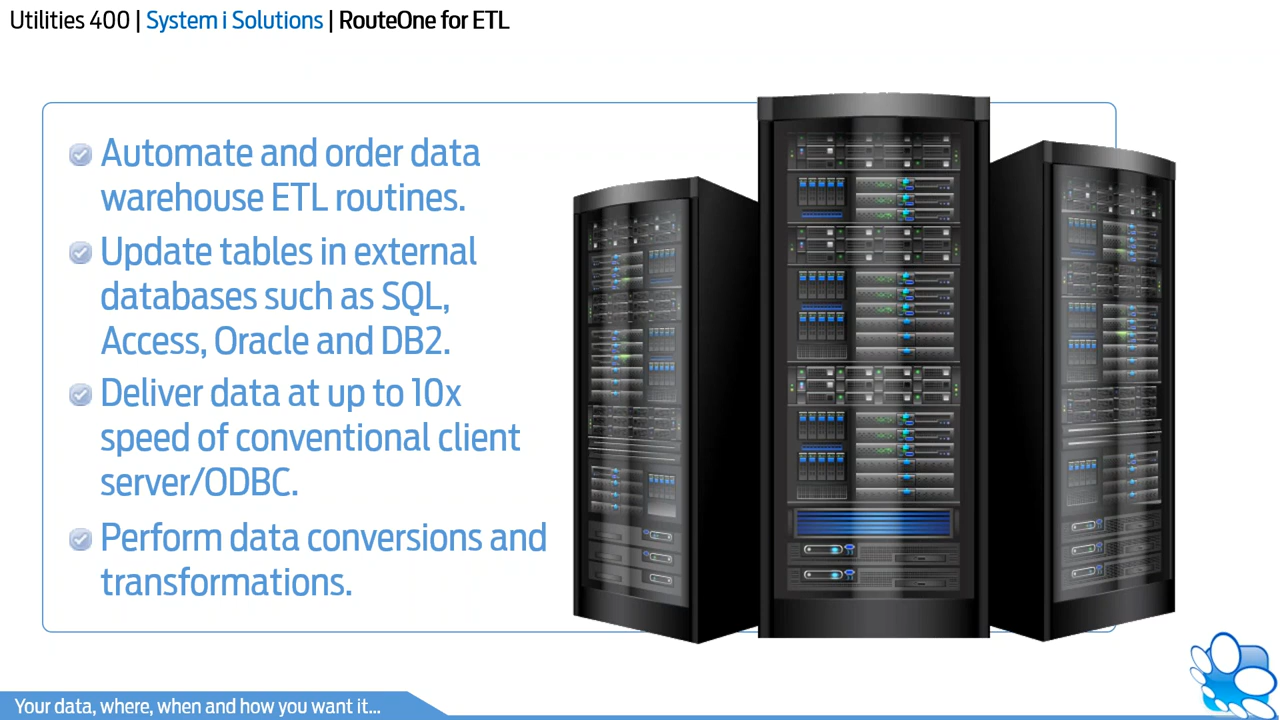 Utilities 400 | System i Solutions | RouteOne for ETL
Automate and order data
warehouse ETL routines.
Update tables in external
databases such as SQL,
Access, Oracle and DB2.
Deliver data at up to 10x
speed of conventional client
server/ODBC.
Perform data conversions and
transformations.
Your data, where, when and how you want it...